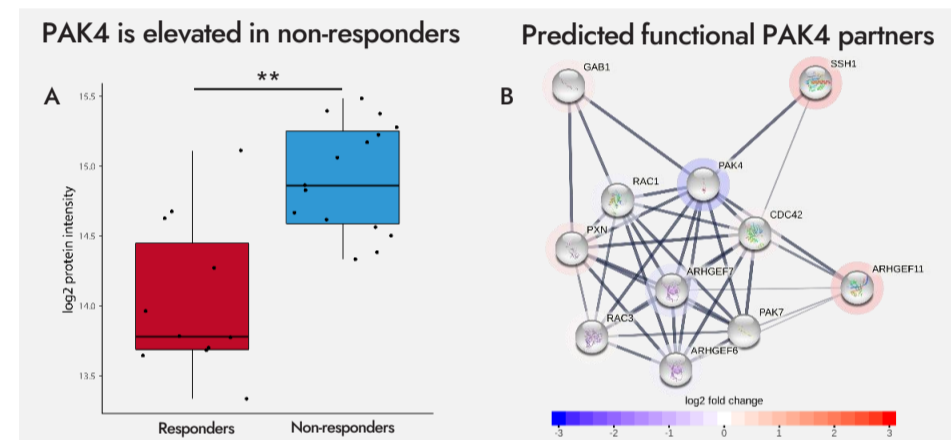 PAK4 is elevated in non-responders
A
**
log2 protein intensity
15.5
15.0
14.5
14.0
13.5
Responders
Non-responders
Predicted functional PAK4 partners
B
GAB1
SSH1
PAK4
RAC1
CDC42
PXN
ARHGEF7
ARHGEF11
RAC3
PAK7
ARHGEF6
log2 fold change
-3 -2 -1 0 1 2 3